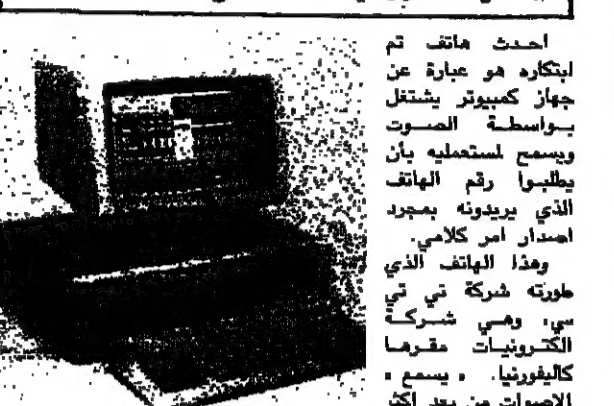 احدث هاتف تم
ابتكاره هو عبارة عن
جهاز كمبيوتر يشتغل
بواسطة الصوت
ويسمح لمستعمليه بأن
يطلبوا رقم الهاتف
الذي يريدونه بمجرد
اصدار امر كلامي.
وهذا الهاتف الذي
طورته شركة تي تي
سي، وهي شركة
الكترونيات مقرها
كاليفورنيا. « يسمع »
الاصوات من بعد اكثر